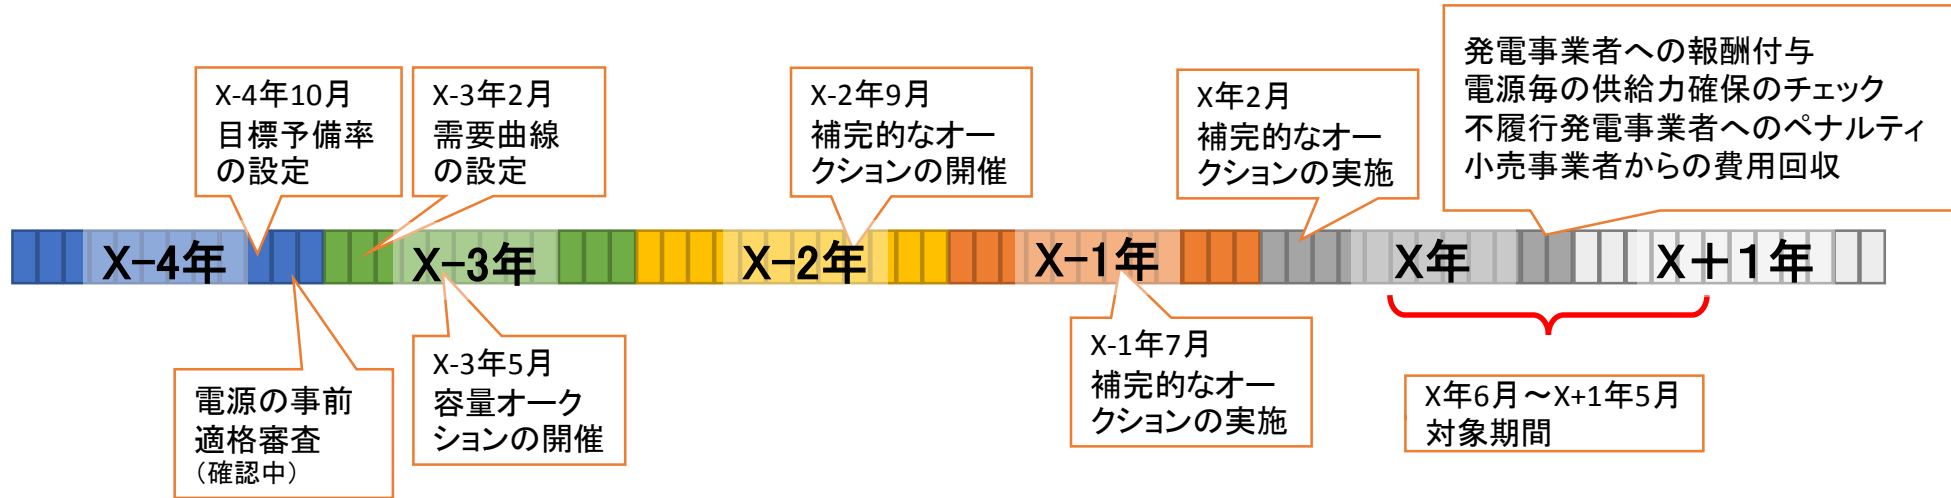 X-4年10月
目標予備率
の設定
X-3年2月
需要曲線
の設定
X-2年9月
補完的なオー
クションの開催
X年2月
補完的なオー
クションの実施
発電事業者への報酬付与
電源毎の供給力確保のチェック
不履行発電事業者へのペナルティ
小売事業者からの費用回収
X-4年
X-3年
X-2年
X-1年
X年
X+1年
電源の事前
適格審査
(確認中)
X-3年5月
容量オーク
ションの開催
X-1年7月
補完的なオー
クションの実施
X年6月～X+1年5月
対象期間